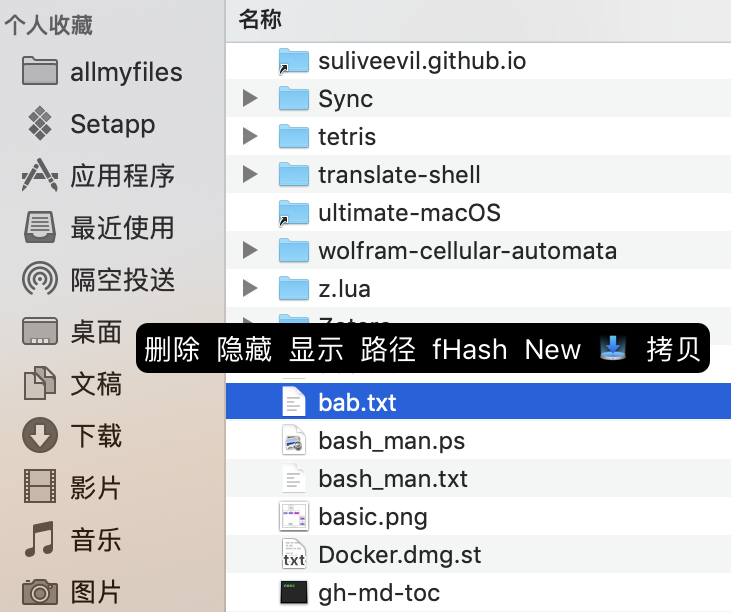 个人收藏
allmyfiles
Setapp
应用程序
最近使用
隔空投送
桌面
文稿
下载
影片
音乐
图片
名称
suliveevil.github.io
Sync
tetris
translate-shell
ultimate-macOS
wolfram-cellular-automata
z.lua
删除 隐藏 显示 路径 fHash New 拷贝
bab.txt
bash_man.ps
bash_man.txt
basic.png
Docker.dmg.st
gh-md-toc